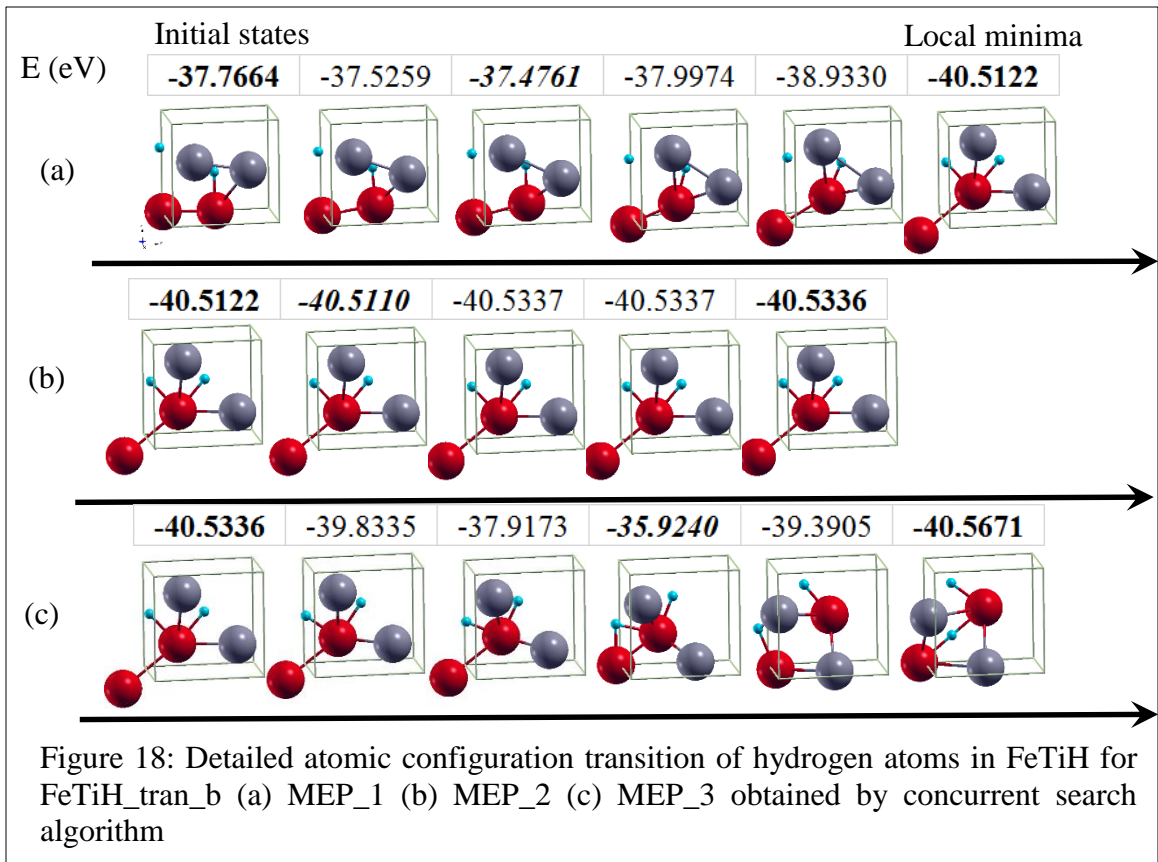 Initial states
Local minima
E (eV)
-37.7664 -37.5259 -37.4761 -37.9974 -38.9330 -40.5122
(a)
-40.5122 -40.5110 -40.5337 -40.5337 -40.5336
(b)
-40.5336 -39.8335 -37.9173 -35.9240 -39.3905 -40.5671
(c)
Figure 18: Detailed atomic configuration transition of hydrogen atoms in FeTiH for
FeTiH_tran_b (a) MEP_1 (b) MEP_2 (c) MEP_3 obtained by concurrent search
algorithm